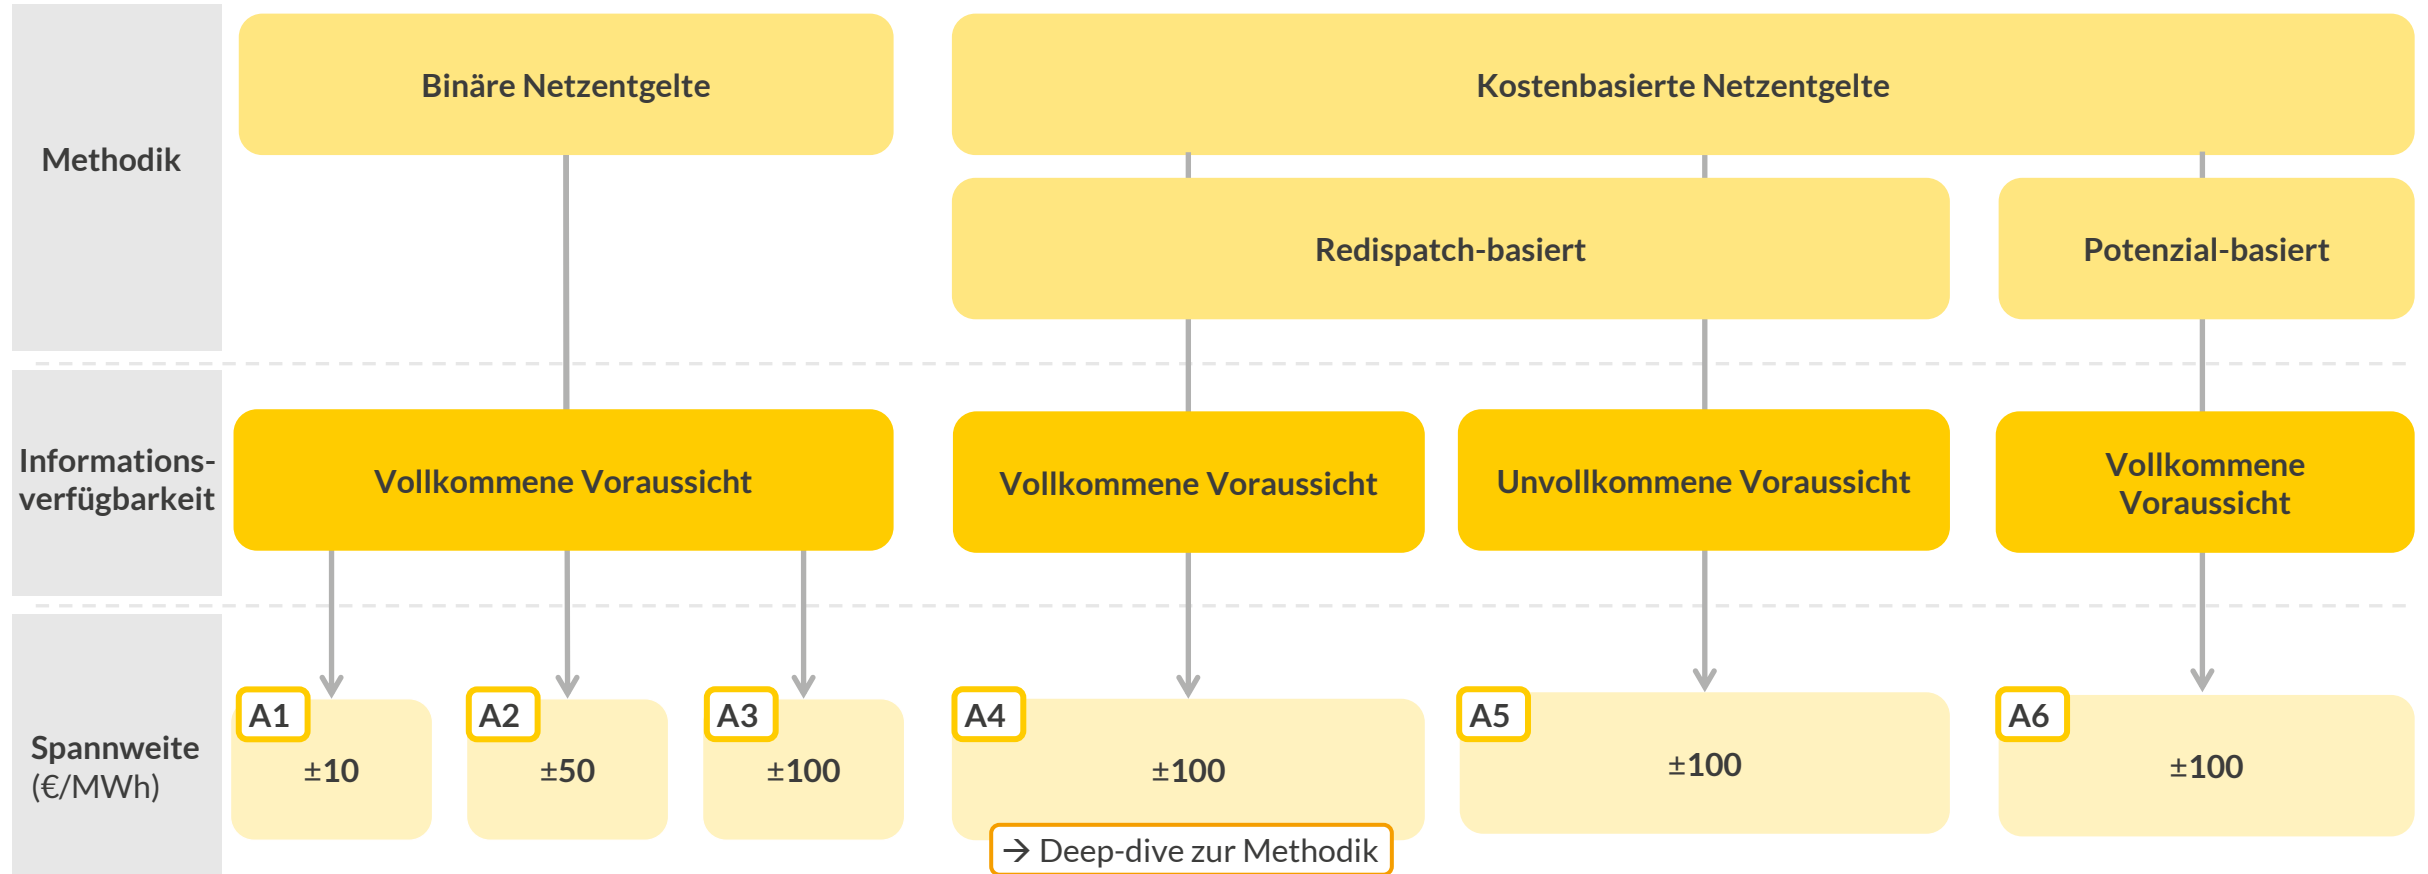 Methodik
Binäre Netzentgelte
Kostenbasierte Netzentgelte
Redispatch-basiert
Potenzial-basiert
Informations-
verfügbarkeit
Vollkommene Voraussicht
Vollkommene Voraussicht
Unvollkommene Voraussicht
Vollkommene
Voraussicht
Spannweite
(€/MWh)
A1
±10
A2
±50
A3
±100
A4
±100
→ Deep-dive zur Methodik
A5
±100
A6
±100